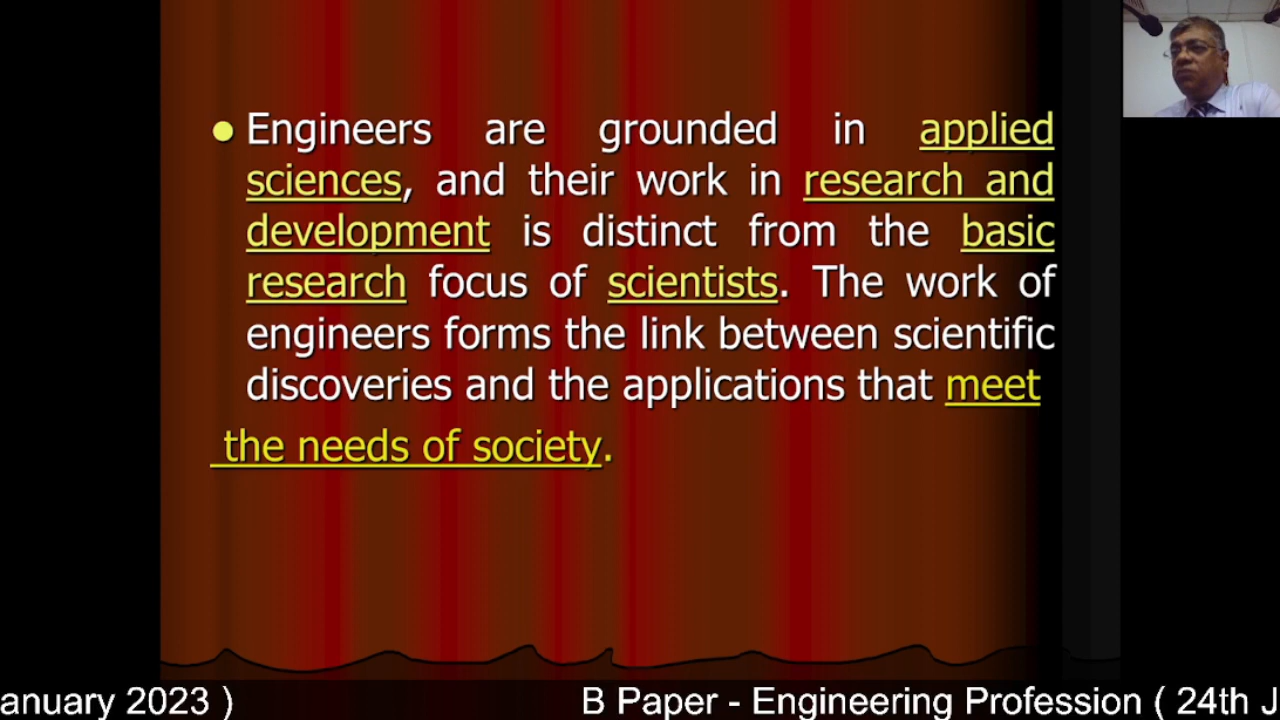 Engineers are grounded in applied
sciences, and their work in research and
development is distinct from the basic
research focus of scientists. The work of
engineers forms the link between scientific
discoveries and the applications that meet
the needs of society.
anuary 2023 ) B Paper - Engineering Profession ( 24th J